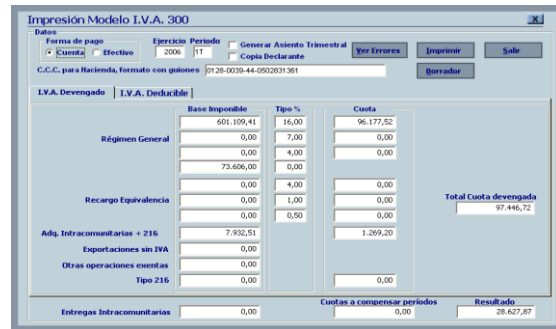 Impresión Modelo I.V.A. 300
X
Datos
Forma de pago
Cuenta Efectivo
Ejercicio Periodo
2006 1T
Generar Asiento Trimestral
Copia Declarante
Ver Errores
Imprimir
Salir
C.C.C. para Hacienda, formato con guiones 0128-0039-44-0502831361
Borrador
I.V.A. Devengado I.V.A. Deducible
Base Imponible Tipo % Cuota
601.109,41 16,00 96.177,52
Régimen General 0,00 7,00 0,00
0,00 4,00 0,00
73.606,00 0,00
0,00 4,00 0,00
Recargo Equivalencia 0,00 1,00 0,00
0,00 0,50 0,00
Total Cuota devengada
97.446,72
Adq. Intracomunitarias + 216 7.932,51 1.269,20
Exportaciones sin IVA 0,00
Otras operaciones exentas 0,00
Tipo 216 0,00 0,00
Cuotas a compensar períodos Resultado
Entregas Intracomunitarias 0,00 0,00 28.627,87